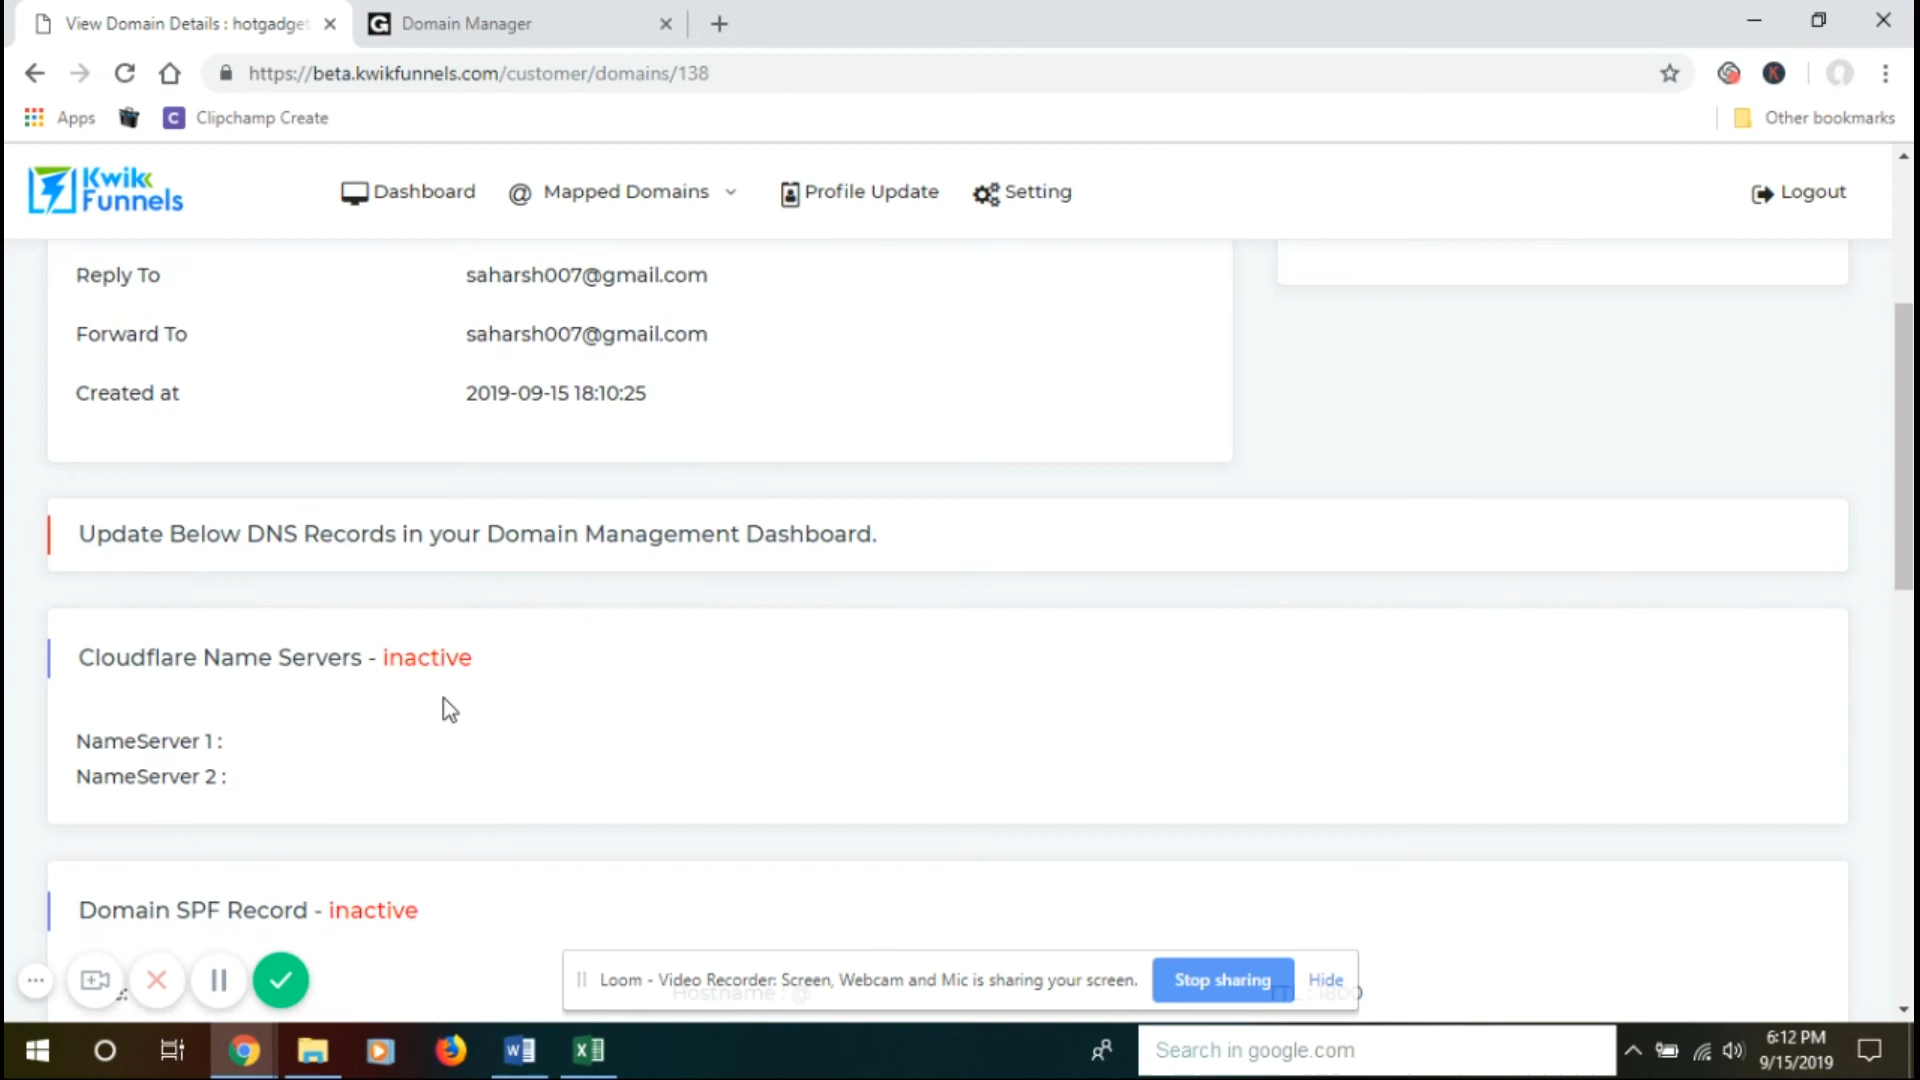 View Domain Details : hotgadget
Domain Manager
https://beta.kwikfunnels.com/customer/domains/138
Apps
Clipchamp Create
Other bookmarks
Kwik
Funnels
Dashboard
@ Mapped Domains
Profile Update
Setting
Logout
Reply To saharsh007@gmail.com
Forward To saharsh007@gmail.com
Created at 2019-09-15 18:10:25
Update Below DNS Records in your Domain Management Dashboard.
Cloudflare Name Servers - inactive
NameServer 1 :
NameServer 2 :
Domain SPF Record - inactive
Loom - Video Recorder: Screen, Webcam and Mic is sharing your screen.
Stop sharing
Hide
Hostname : @
TTL : 1800
Search in google.com
6:12 PM
9/15/2019